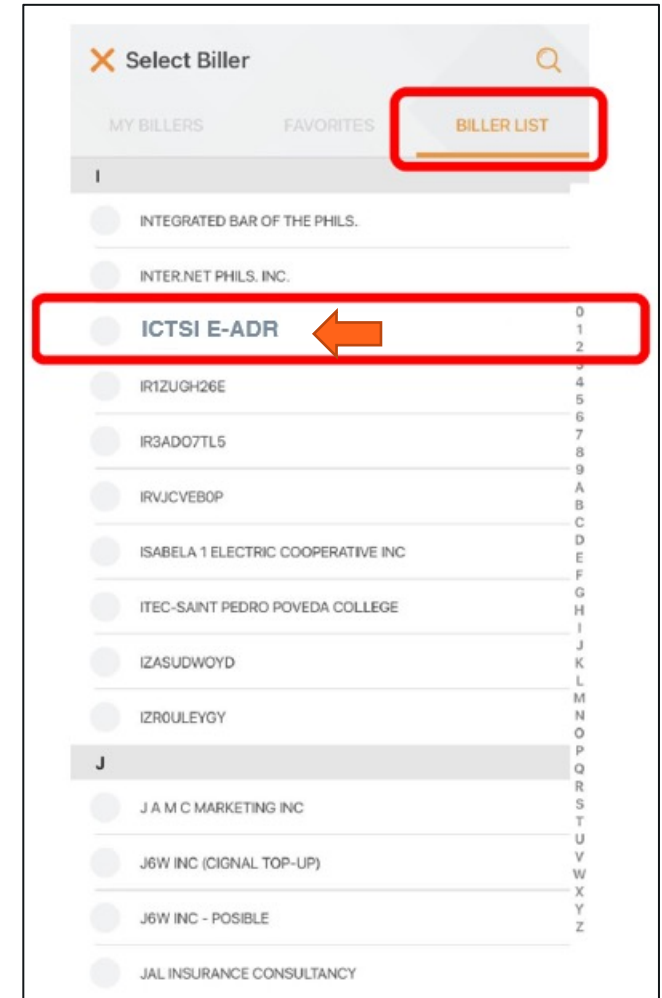 Select Biller
MY BILLERS FAVORITES BILLER LIST
I
INTEGRATED BAR OF THE PHILS.
INTER.NET PHILS. INC.
ICTSI E-ADR
IR1ZUGH26E
IR3ADO7TL5
IRVJCVEB0P
ISABELA 1 ELECTRIC COOPERATIVE INC
ITEC-SAINT PEDRO POVEDA COLLEGE
IZASUDWOYD
IZR0ULEYGY
J
J A M C MARKETING INC
J6W INC (CIGNAL TOP-UP)
J6W INC - POSIBLE
JAL INSURANCE CONSULTANCY
0
1
2
3
4
5
6
7
8
9
A
B
C
D
E
F
G
H
I
J
K
L
M
N
O
P
Q
R
S
T
U
V
W
X
Y
Z